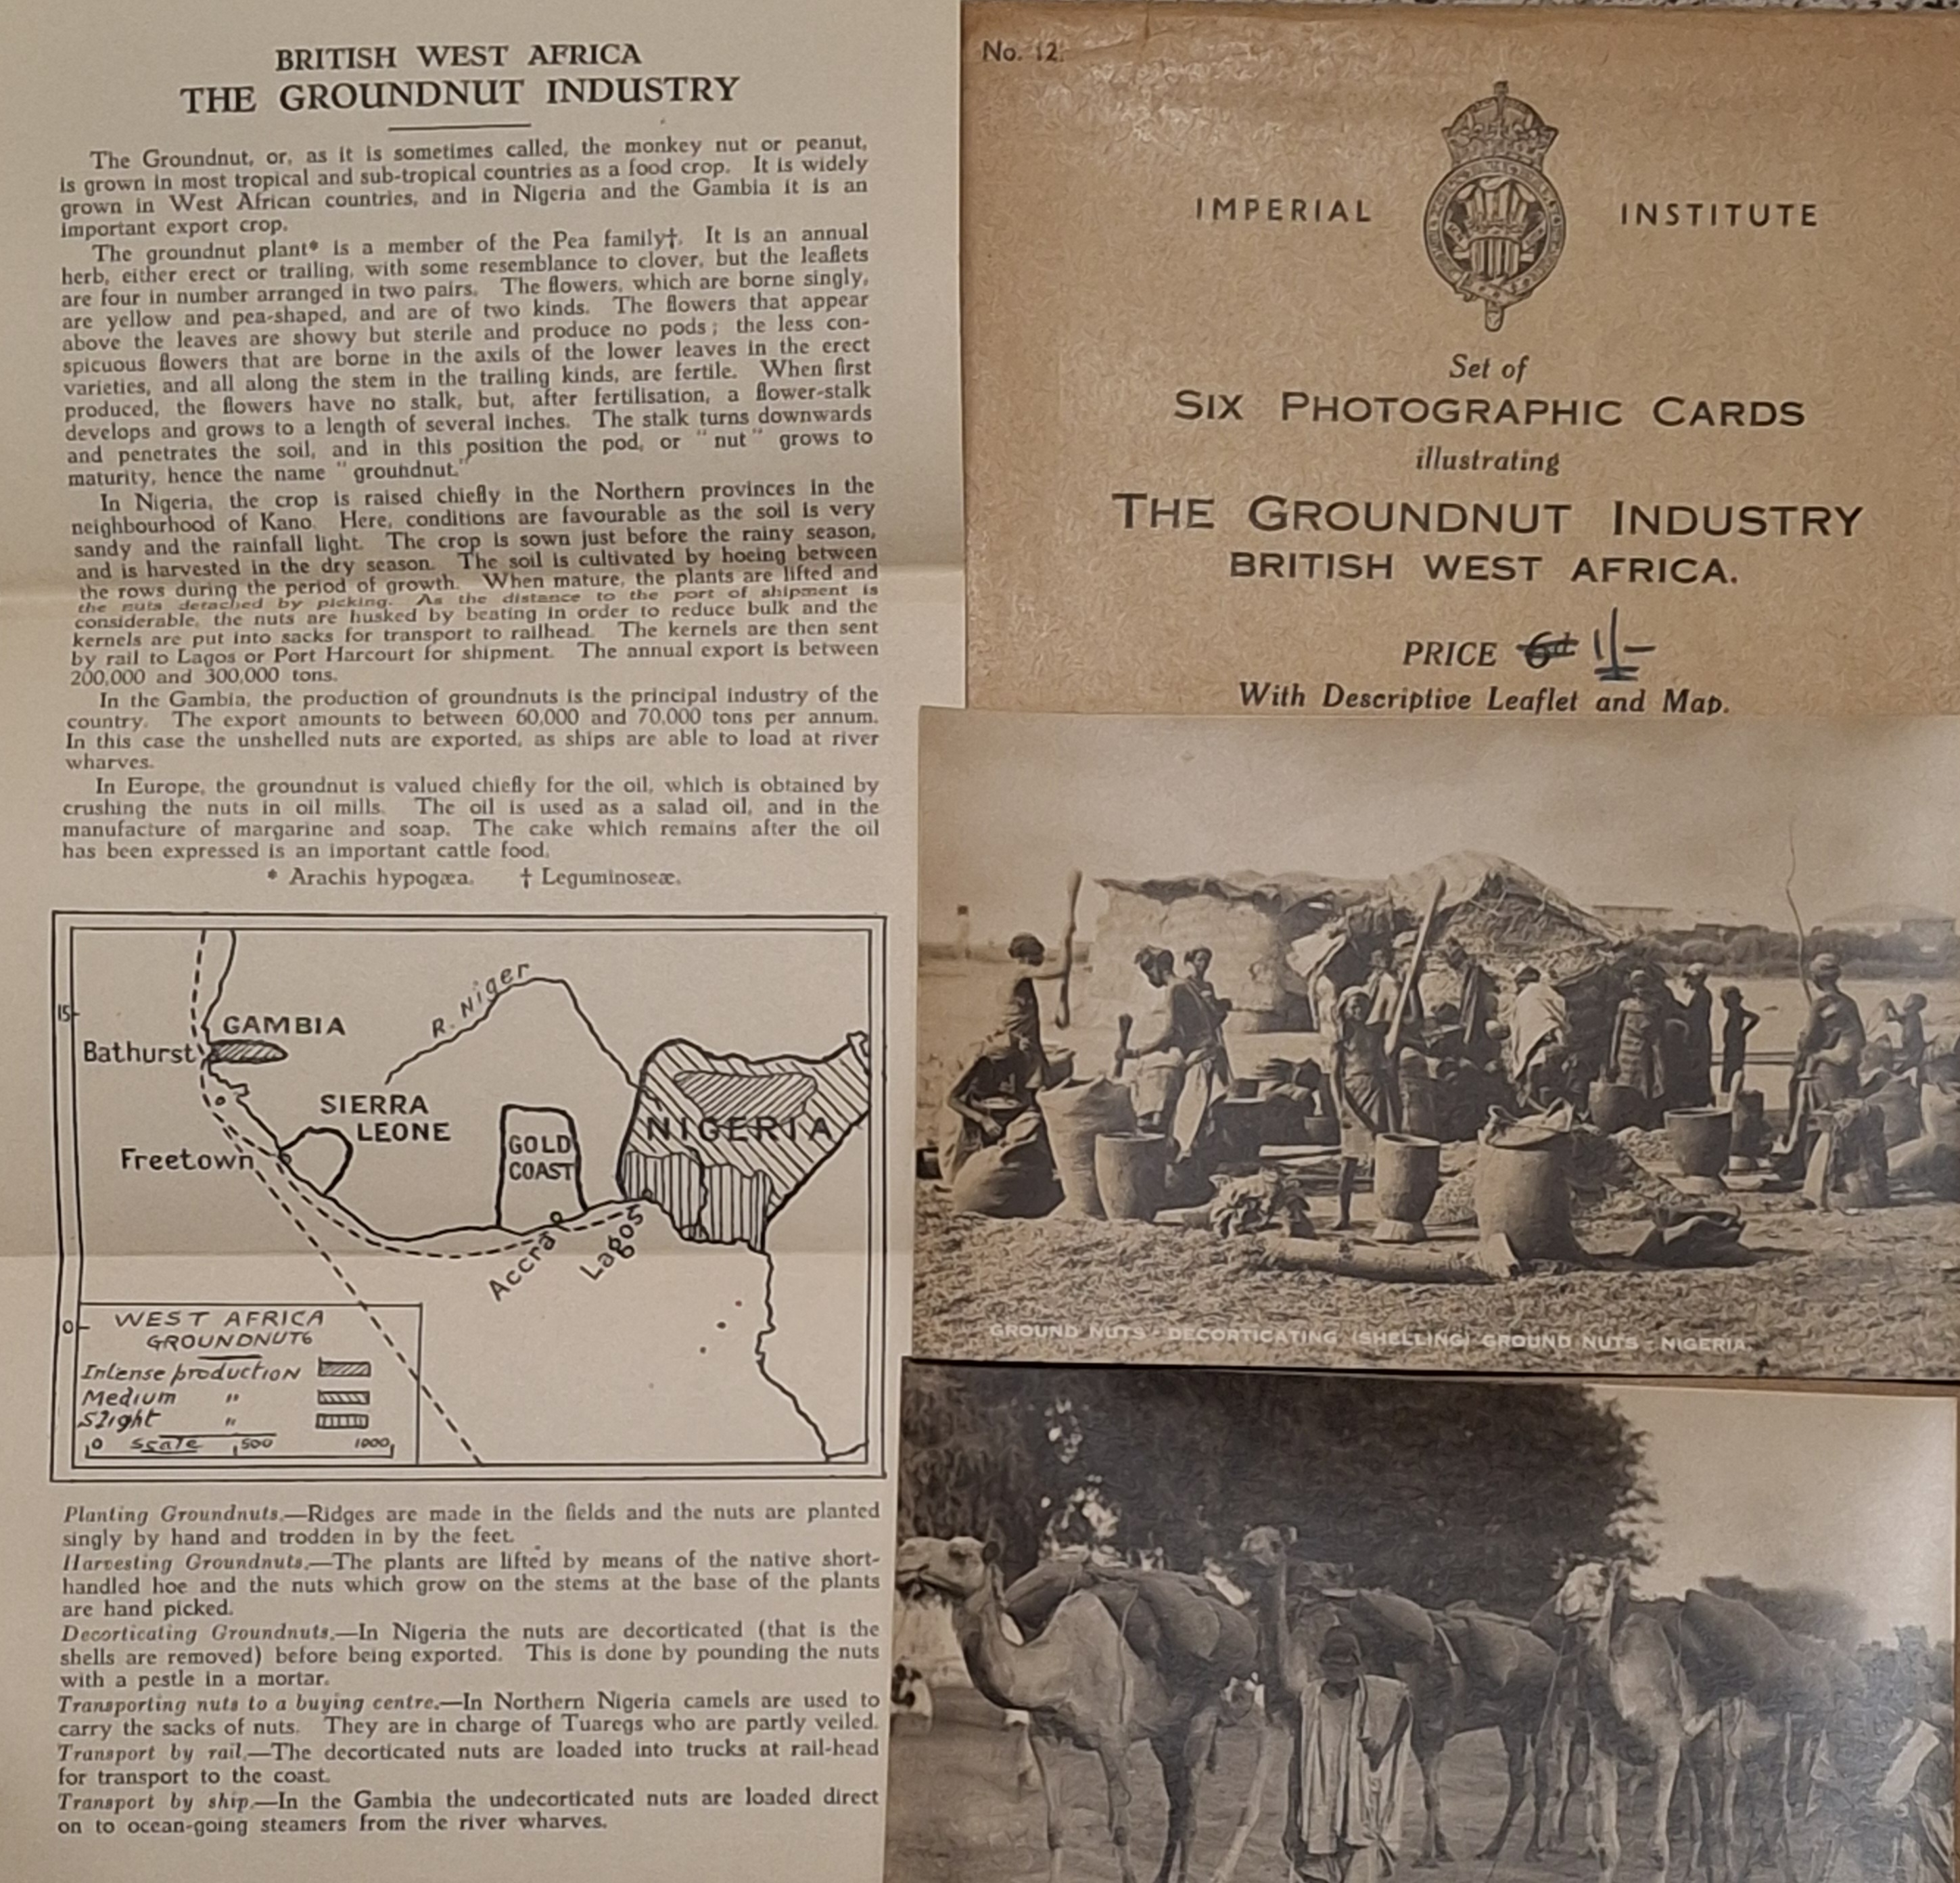 BRITISH WEST AFRICA
THE GROUNDNUT INDUSTRY
The Groundnut, or, as it is sometimes called, the monkey nut or peanut,
is grown in most tropical and sub-tropical countries as a food crop. It is widely
grown in West African countries, and in Nigeria and the Gambia it is an
important export crop.
The groundnut plant* is a member of the Pea family†. It is an annual
herb, either erect or trailing, with some resemblance to clover, but the leaflets
are four in number arranged in two pairs. The flowers, which are borne singly,
are yellow and pea-shaped, and are of two kinds. The flowers that appear
above the leaves are showy but sterile and produce no pods; the less con-
spicuous flowers that are borne in the axils of the lower leaves in the erect
varieties, and all along the stem in the trailing kinds, are fertile. When first
produced, the flowers have no stalk, but, after fertilisation, a flower-stalk
develops and grows to a length of several inches. The stalk turns downwards
and penetrates the soil, and in this position the pod, or "nut" grows to
maturity, hence the name "groundnut."
In Nigeria, the crop is raised chiefly in the Northern provinces in the
neighbourhood of Kano. Here, conditions are favourable as the soil is very
sandy and the rainfall light. The crop is sown just before the rainy season,
and is harvested in the dry season. The soil is cultivated by hoeing between
the rows during the period of growth. When mature, the plants are lifted and
the nuts detached by picking. As the distance to the port of shipment is
considerable, the nuts are husked by beating in order to reduce bulk and the
kernels are put into sacks for transport to railhead. The kernels are then sent
by rail to Lagos or Port Harcourt for shipment. The annual export is between
200,000 and 300,000 tons.
In the Gambia, the production of groundnuts is the principal industry of the
country. The export amounts to between 60,000 and 70,000 tons per annum.
In this case the unshelled nuts are exported, as ships are able to load at river
wharves.
In Europe, the groundnut is valued chiefly for the oil, which is obtained by
crushing the nuts in oil mills. The oil is used as a salad oil, and in the
manufacture of margarine and soap. The cake which remains after the oil
has been expressed is an important cattle food.
* Arachis hypogæa. † Leguminoseæ.
R. Niger
15
GAMBIA
Bathurst
SIERRA
LEONE
Freetown
GOLD
COAST
NIGERIA
Accra
Lagos
0
WEST AFRICA
GROUNDNUTS
Intense production
Medium "
Slight "
0 scale 500 1000
Planting Groundnuts.—Ridges are made in the fields and the nuts are planted
singly by hand and trodden in by the feet.
Harvesting Groundnuts.—The plants are lifted by means of the native short-
handled hoe and the nuts which grow on the stems at the base of the plants
are hand picked.
Decorticating Groundnuts.—In Nigeria the nuts are decorticated (that is the
shells are removed) before being exported. This is done by pounding the nuts
with a pestle in a mortar.
Transporting nuts to a buying centre.—In Northern Nigeria camels are used to
carry the sacks of nuts. They are in charge of Tuaregs who are partly veiled.
Transport by rail.—The decorticated nuts are loaded into trucks at rail-head
for transport to the coast.
Transport by ship.—In the Gambia the undecorticated nuts are loaded direct
on to ocean-going steamers from the river wharves.
No. 12.
IMPERIAL INSTITUTE
Set of
SIX PHOTOGRAPHIC CARDS
illustrating
THE GROUNDNUT INDUSTRY
BRITISH WEST AFRICA.
PRICE 6d 1/-
With Descriptive Leaflet and Map.
GROUND NUTS - DECORTICATING (SHELLING) GROUND NUTS - NIGERIA.